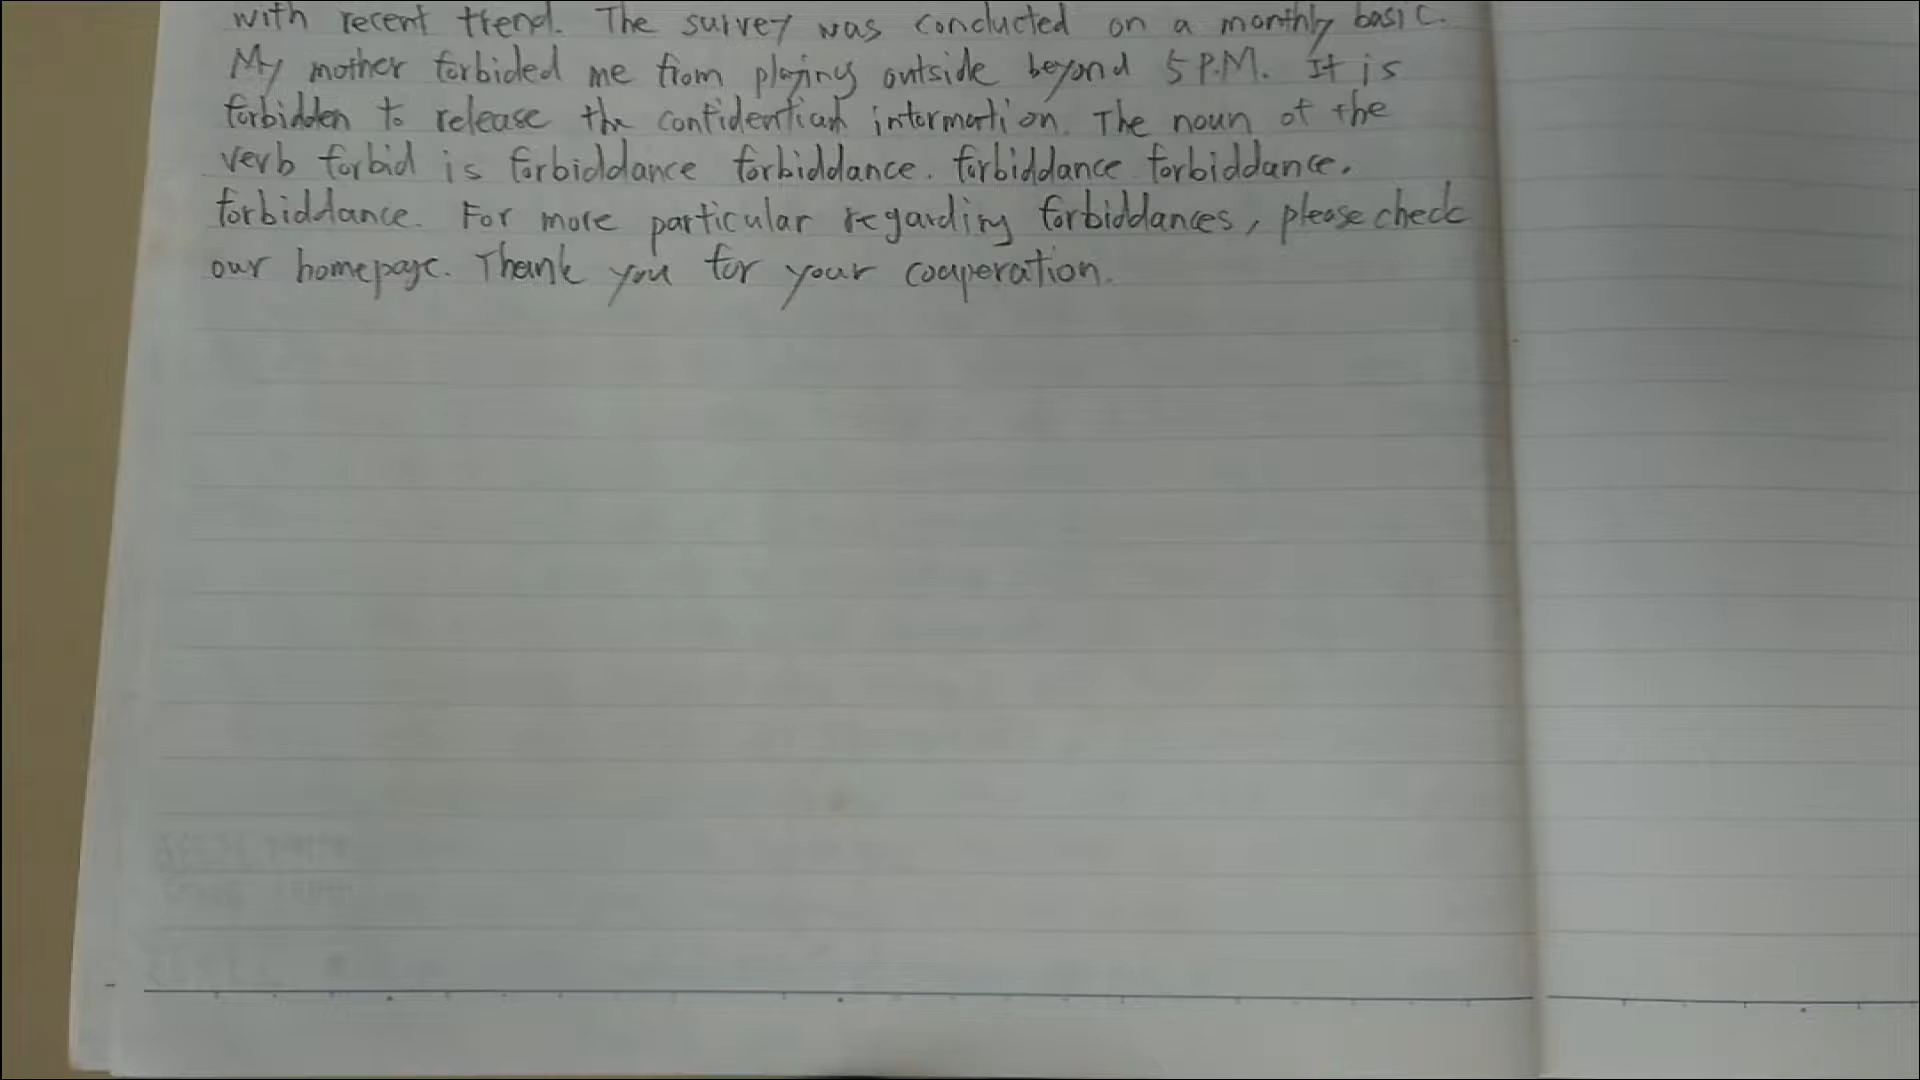 with recent trend. The survey was conducted on a monthly basic.
My mother forbided me from playing outside beyond 5 P.M. It is
forbidden to release the confidential information. The noun of the
verb forbid is forbiddance forbiddance. forbiddance forbiddance.
forbiddance. For more particular regarding forbiddances, please check
our homepage. Thank you for your couperation.